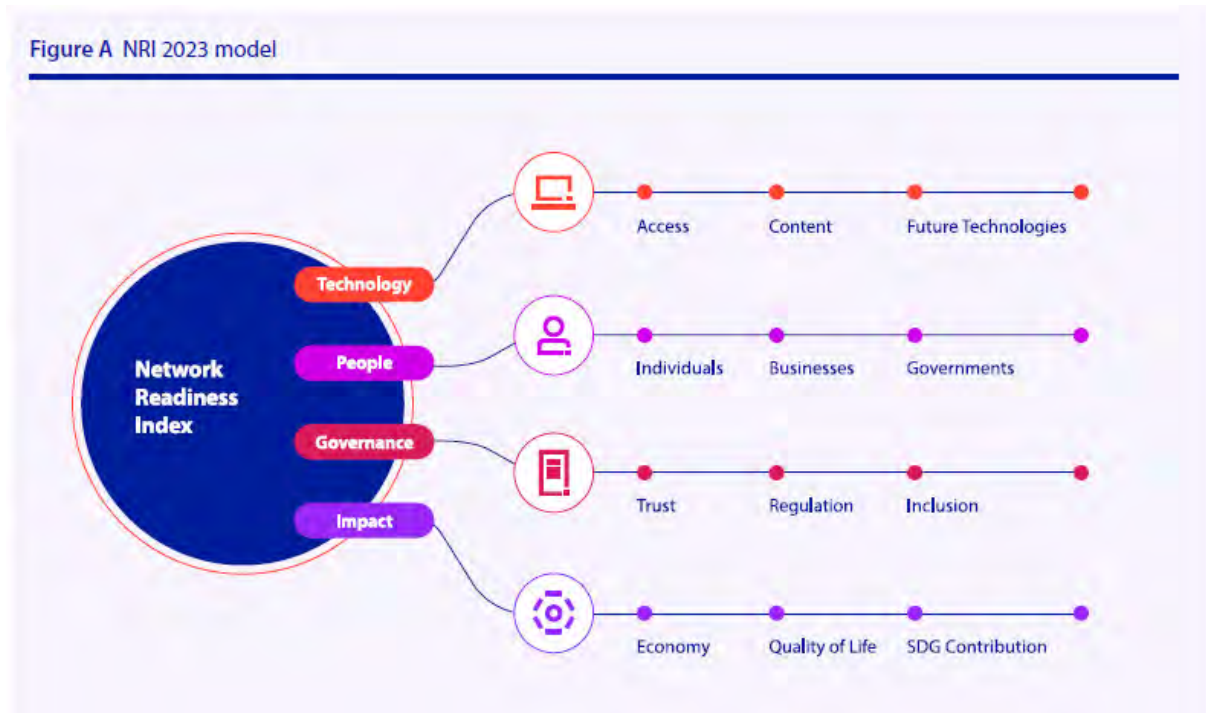 Figure A NRI 2023 model
Network
Readiness
Index
Technology
Access
Content
Future Technologies
People
Individuals
Businesses
Governments
Governance
Trust
Regulation
Inclusion
Impact
Economy
Quality of Life
SDG Contribution